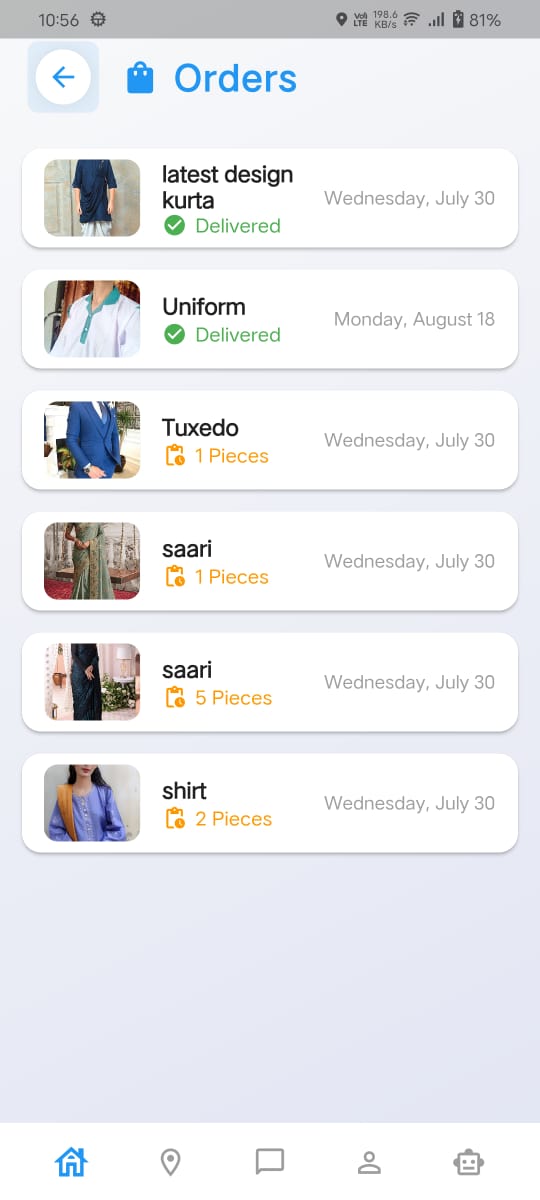 10:56 Vo) LTE 198.6 KB/s 81%
Orders
latest design
kurta
Delivered
Wednesday, July 30
Uniform
Delivered
Monday, August 18
Tuxedo
1 Pieces
Wednesday, July 30
saari
1 Pieces
Wednesday, July 30
saari
5 Pieces
Wednesday, July 30
shirt
2 Pieces
Wednesday, July 30